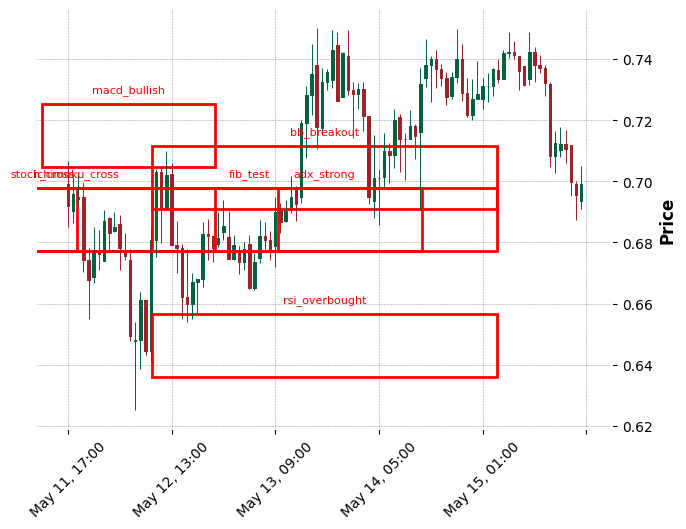 macd_bullish
bb_breakout
ichimoku_cross
fib_test
adx_strong
rsi_overbought
0.74
0.72
0.70
0.68
0.66
0.64
0.62
Price
May 11, 17:00
May 12, 13:00
May 13, 09:00
May 14, 05:00
May 15, 01:00